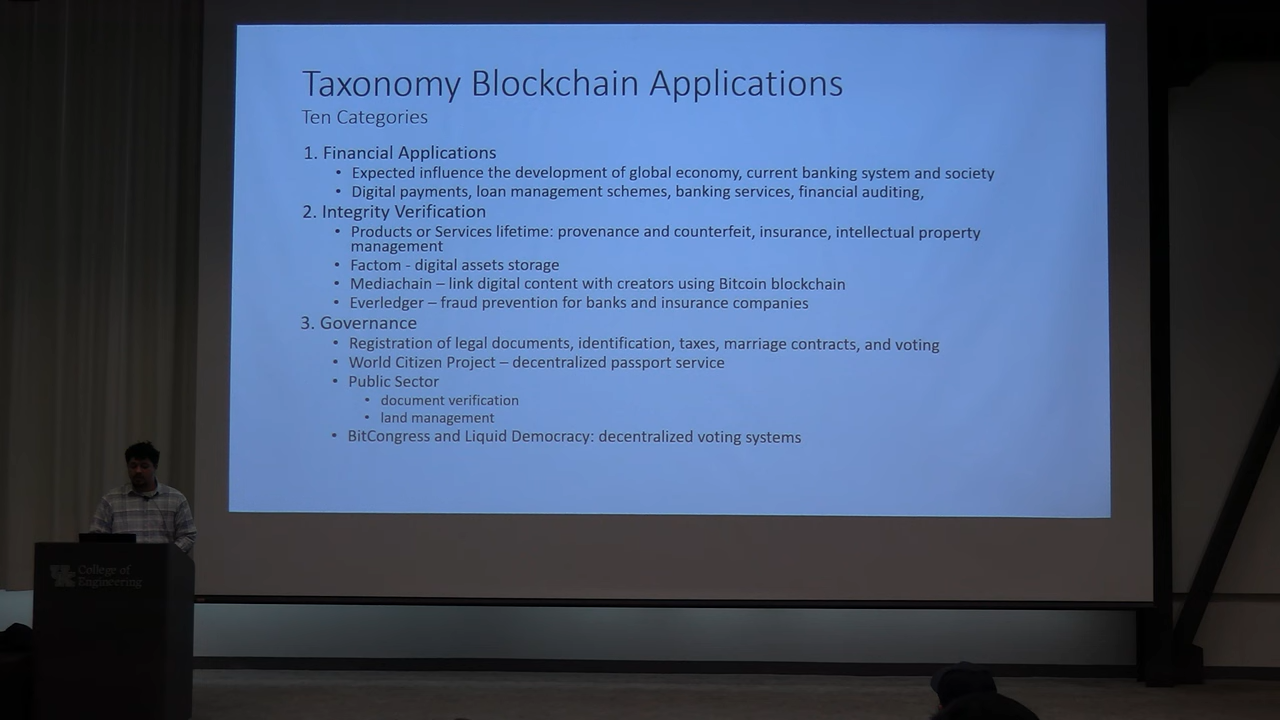 Taxonomy Blockchain Applications
Ten Categories
1. Financial Applications
• Expected influence the development of global economy, current banking system and society
• Digital payments, loan management schemes, banking services, financial auditing,
2. Integrity Verification
• Products or Services lifetime: provenance and counterfeit, insurance, intellectual property
management
• Factom - digital assets storage
• Mediachain – link digital content with creators using Bitcoin blockchain
• Everledger – fraud prevention for banks and insurance companies
3. Governance
• Registration of legal documents, identification, taxes, marriage contracts, and voting
• World Citizen Project – decentralized passport service
• Public Sector
• document verification
• land management
• BitCongress and Liquid Democracy: decentralized voting systems
UK College of
Engineering